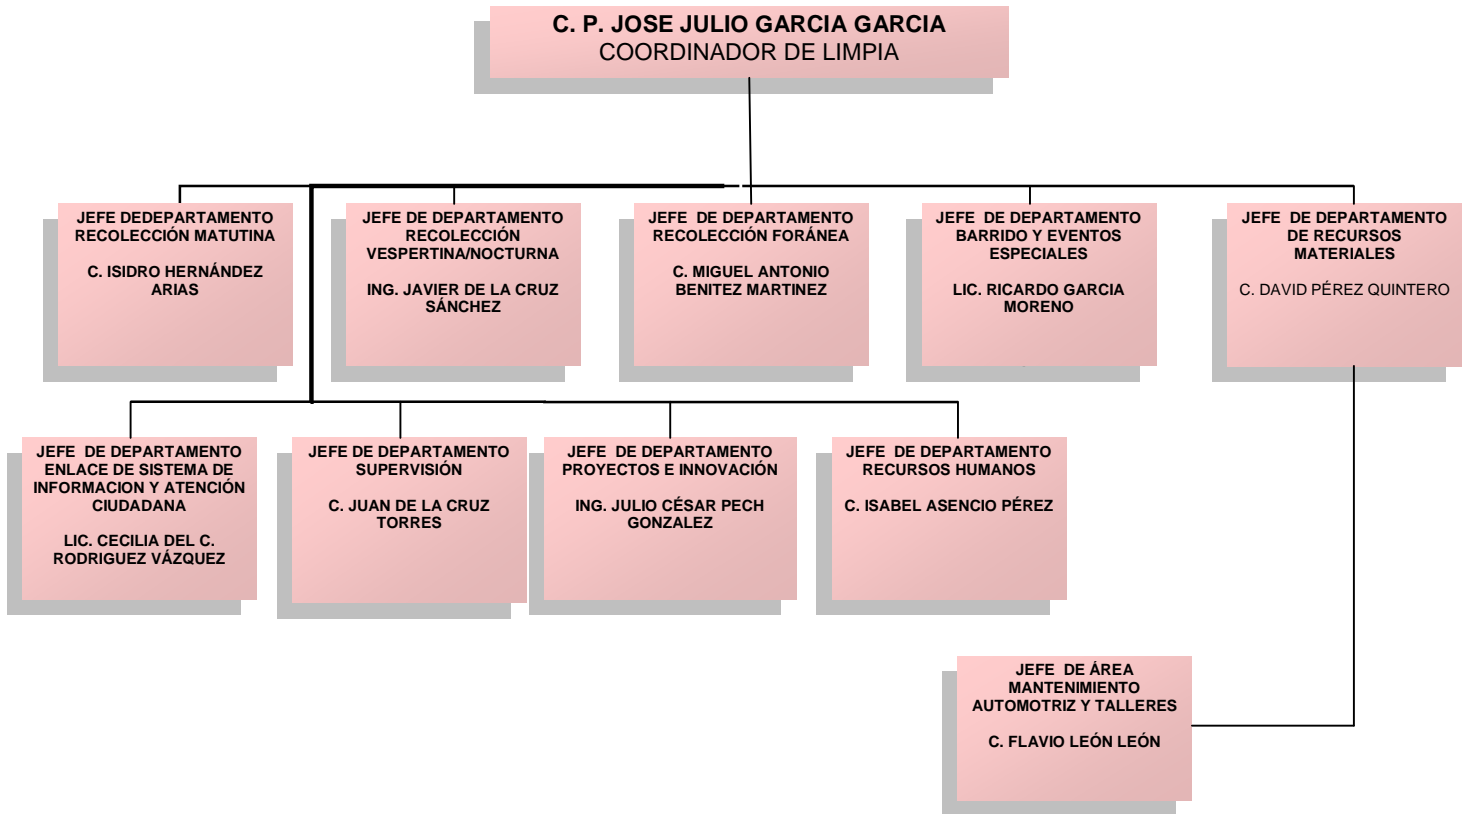 C. P. JOSE JULIO GARCIA GARCIA
COORDINADOR DE LIMPIA
JEFE DEDEPARTAMENTO
RECOLECCIÓN MATUTINA
C. ISIDRO HERNÁNDEZ
ARIAS
JEFE DE DEPARTAMENTO
RECOLECCIÓN
VESPERTINA/NOCTURNA
ING. JAVIER DE LA CRUZ
SÁNCHEZ
JEFE DE DEPARTAMENTO
RECOLECCIÓN FORÁNEA
C. MIGUEL ANTONIO
BENITEZ MARTINEZ
JEFE DE DEPARTAMENTO
BARRIDO Y EVENTOS
ESPECIALES
LIC. RICARDO GARCIA
MORENO
JEFE DE DEPARTAMENTO
DE RECURSOS
MATERIALES
C. DAVID PÉREZ QUINTERO
JEFE DE DEPARTAMENTO
ENLACE DE SISTEMA DE
INFORMACION Y ATENCIÓN
CIUDADANA
LIC. CECILIA DEL C.
RODRIGUEZ VÁZQUEZ
JEFE DE DEPARTAMENTO
SUPERVISIÓN
C. JUAN DE LA CRUZ
TORRES
JEFE DE DEPARTAMENTO
PROYECTOS E INNOVACIÓN
ING. JULIO CÉSAR PECH
GONZALEZ
JEFE DE DEPARTAMENTO
RECURSOS HUMANOS
C. ISABEL ASENCIO PÉREZ
JEFE DE ÁREA
MANTENIMIENTO
AUTOMOTRIZ Y TALLERES
C. FLAVIO LEÓN LEÓN